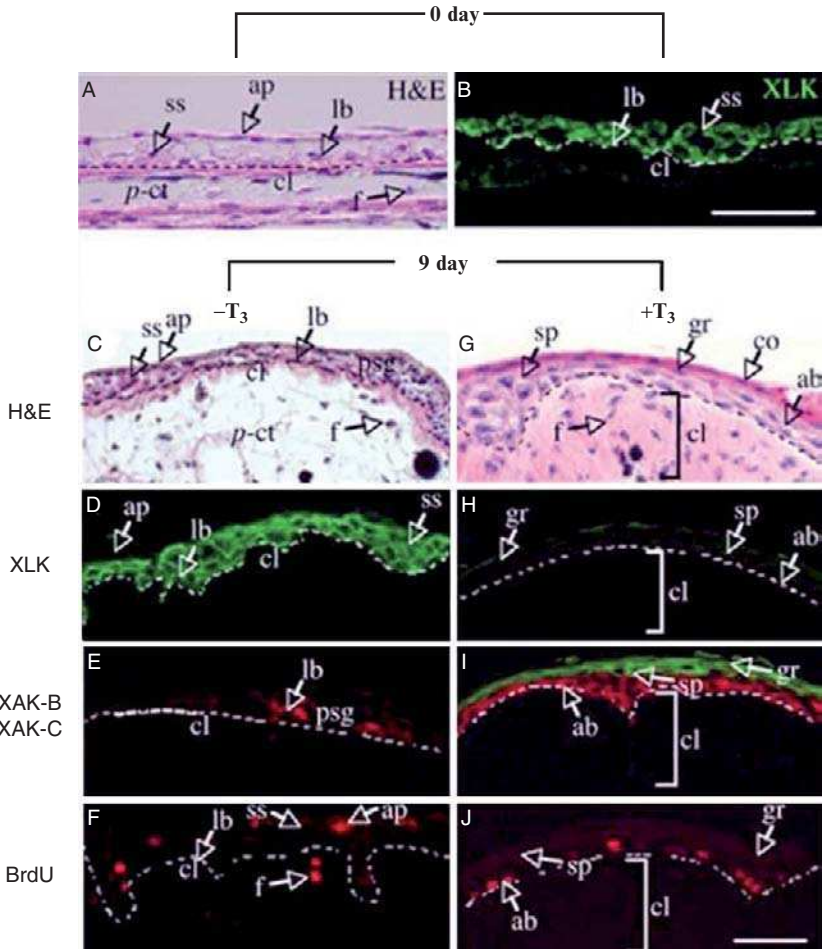 0 day
A
H&E
ss
ap
lb
cl
p-ct
f
B
XLK
lb
ss
cl
9 day
–T3
+T3
H&E
C
ss
ap
lb
cl
psg
p-ct
f
G
sp
gr
co
ab
f
cl
XLK
D
ap
lb
cl
ss
H
gr
sp
ab
cl
XAK-B
XAK-C
E
lb
psg
cl
I
gr
sp
ab
cl
BrdU
F
lb
ss
ap
cl
f
J
gr
sp
ab
cl